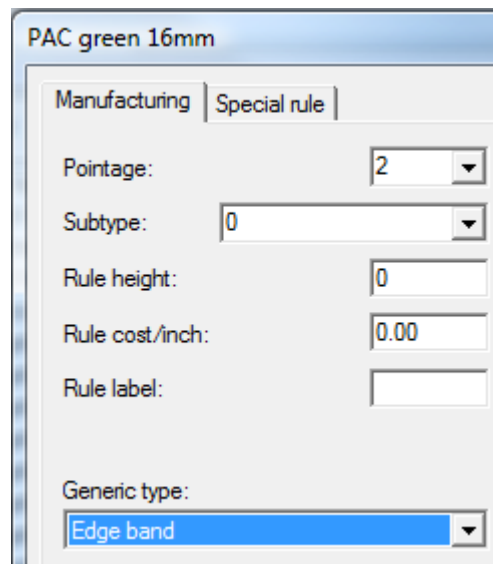 PAC green 16mm
Manufacturing Special rule
Pointage: 2
Subtype: 0
Rule height: 0
Rule cost/inch: 0.00
Rule label:
Generic type:
Edge band